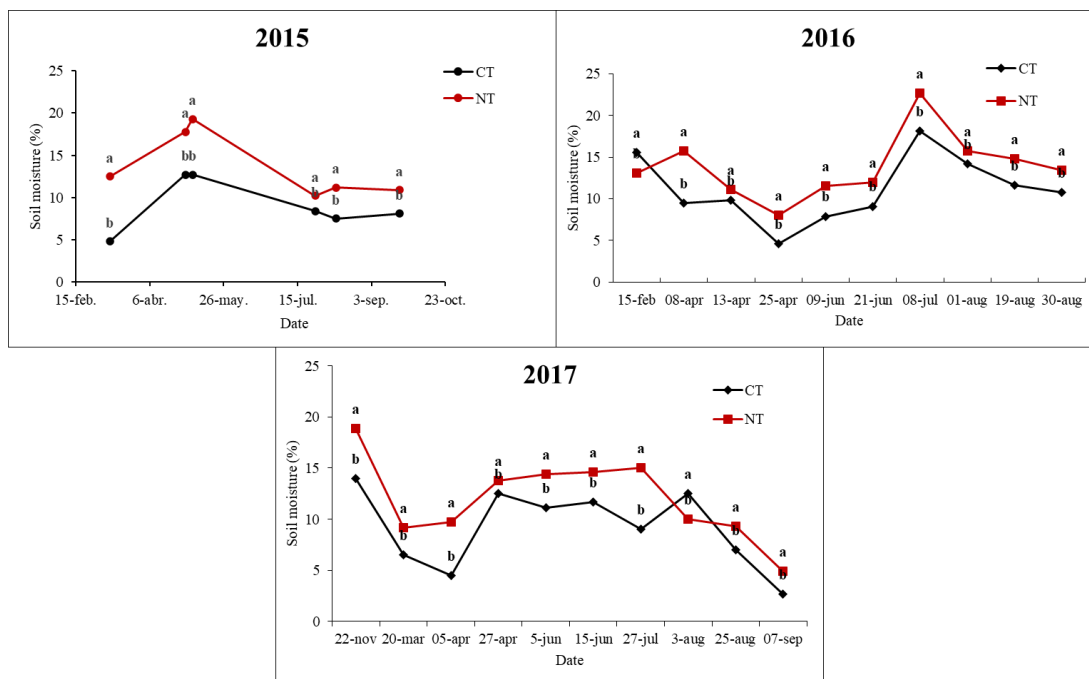 2015
CT
NT
Soil moisture (%)
25
20
15
10
5
0
a
a
a
a
a
a
b
bb
b
b
b
15-feb.
6-abr.
26-may.
15-jul.
3-sep.
23-oct.
Date
2016
CT
NT
Soil moisture (%)
25
20
15
10
5
0
a
a
a
a
a
a
a
a
a
a
b
b
b
b
b
b
b
b
b
b
15-feb
08-apr
13-apr
25-apr
09-jun
21-jun
08-jul
01-aug
19-aug
30-aug
Date
2017
CT
NT
Soil moisture (%)
25
20
15
10
5
0
a
a
a
a
a
a
a
a
a
a
b
b
b
b
b
b
b
b
b
b
22-nov
20-mar
05-apr
27-apr
5-jun
15-jun
27-jul
3-aug
25-aug
07-sep
Date